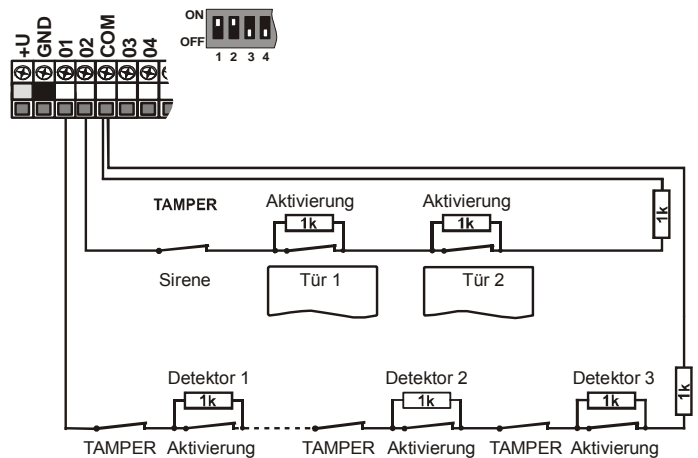 ON
OFF
1 2 3 4
+U GND 01 02 COM 03 04
TAMPER Aktivierung Aktivierung
1k 1k 1k
Sirene Tür 1 Tür 2
Detektor 1 Detektor 2 Detektor 3
1k 1k 1k 1k
TAMPER Aktivierung TAMPER Aktivierung TAMPER Aktivierung